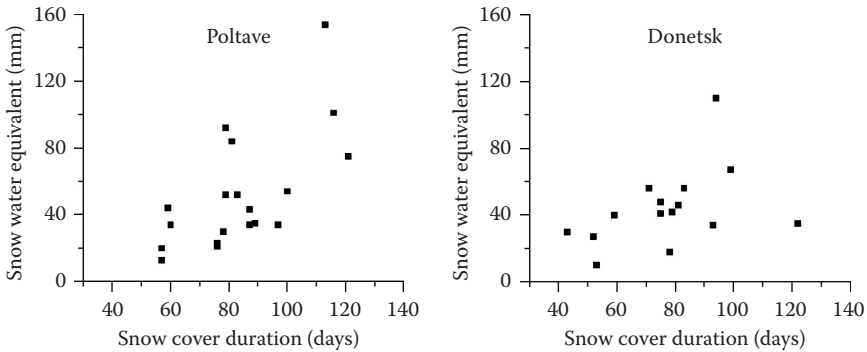 Poltave
Snow water equivalent (mm)
160
120
80
40
0
40 60 80 100 120 140
Snow cover duration (days)
Donetsk
Snow water equivalent (mm)
160
120
80
40
0
40 60 80 100 120 140
Snow cover duration (days)